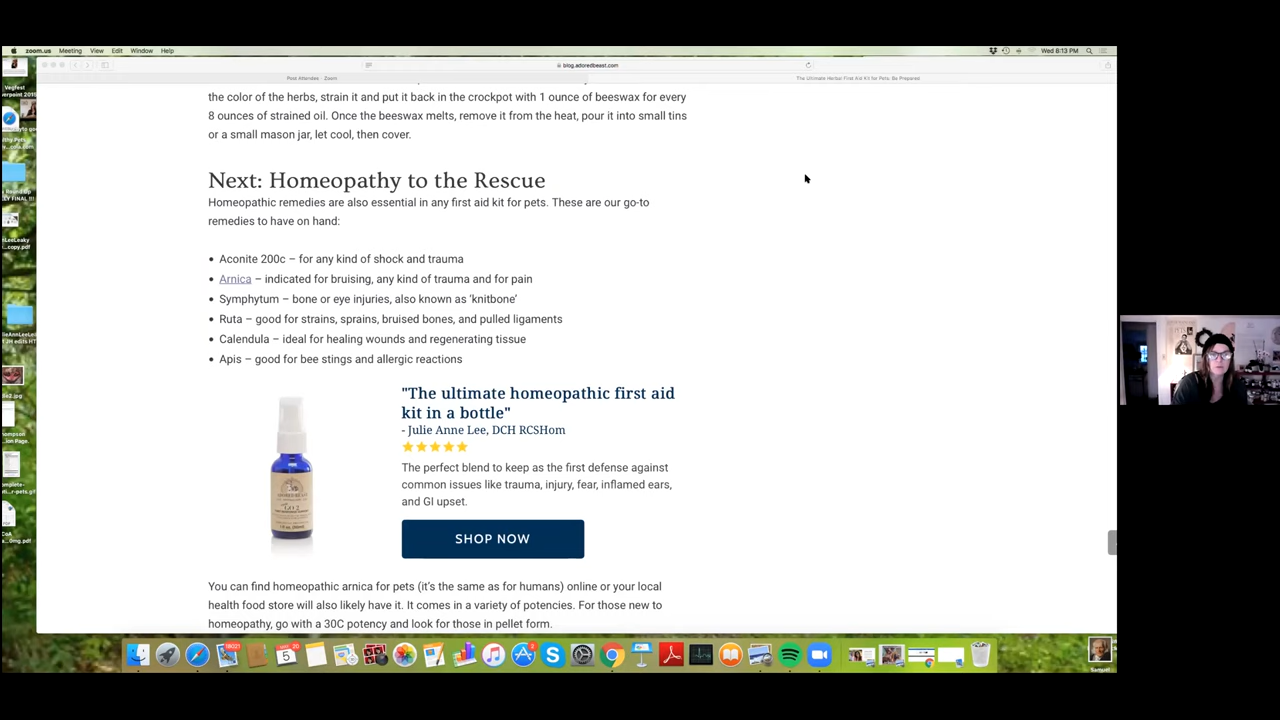 zoom.us Meeting View Edit Window Help
Wed 6:13 PM
blog.adoredbeast.com
Post Attendee - Zoom
The Ultimate Herbal First Aid Kit for Pets: Be Prepared
the color of the herbs, strain it and put it back in the crockpot with 1 ounce of beeswax for every
8 ounces of strained oil. Once the beeswax melts, remove it from the heat, pour it into small tins
or a small mason jar, let cool, then cover.
Next: Homeopathy to the Rescue
Homeopathic remedies are also essential in any first aid kit for pets. These are our go-to
remedies to have on hand:
• Aconite 200c – for any kind of shock and trauma
• Arnica – indicated for bruising, any kind of trauma and for pain
• Symphytum – bone or eye injuries, also known as ‘knitbone’
• Ruta – good for strains, sprains, bruised bones, and pulled ligaments
• Calendula – ideal for healing wounds and regenerating tissue
• Apis – good for bee stings and allergic reactions
"The ultimate homeopathic first aid
kit in a bottle"
- Julie Anne Lee, DCH RCSHom
The perfect blend to keep as the first defense against
common issues like trauma, injury, fear, inflamed ears,
and GI upset.
SHOP NOW
You can find homeopathic arnica for pets (it’s the same as for humans) online or your local
health food store will also likely have it. It comes in a variety of potencies. For those new to
homeopathy, go with a 30C potency and look for those in pellet form.
Samuel